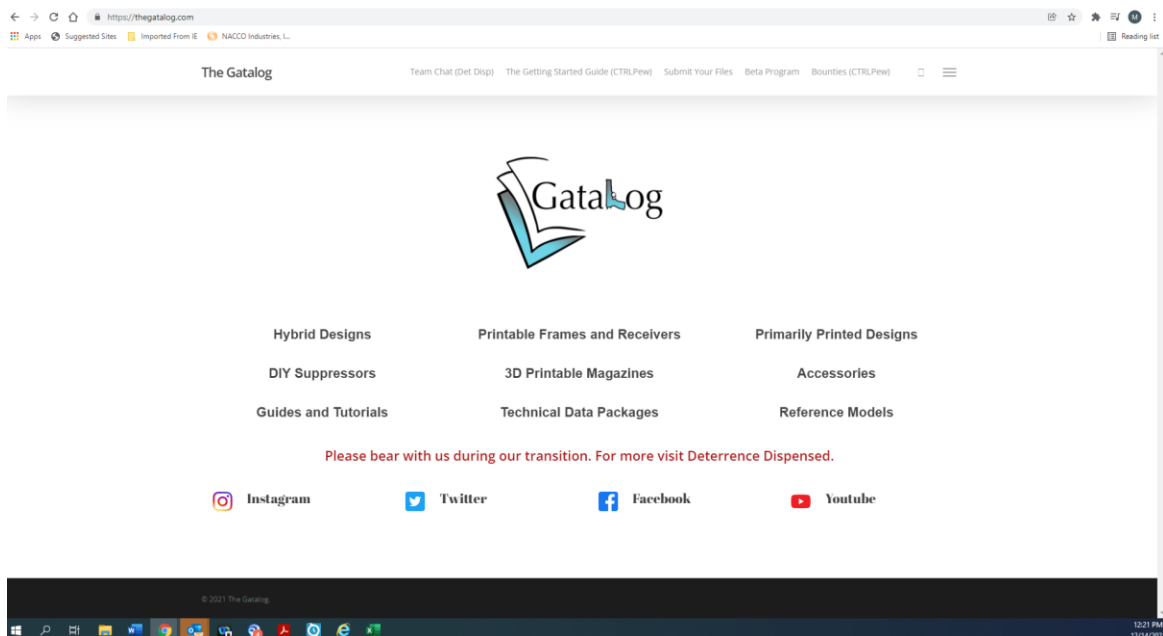 https://thegatalog.com
Apps Suggested Sites Imported From IE NACCO Industries, I... Reading list
The Gatalog Team Chat (Det Disp) The Getting Started Guide (CTRLPew) Submit Your Files Beta Program Bounties (CTRLPew)
Gatalog
Hybrid Designs Printable Frames and Receivers Primarily Printed Designs
DIY Suppressors 3D Printable Magazines Accessories
Guides and Tutorials Technical Data Packages Reference Models
Please bear with us during our transition. For more visit Deterrence Dispensed.
Instagram Twitter Facebook Youtube
© 2021 The Gatalog.
12:21 PM